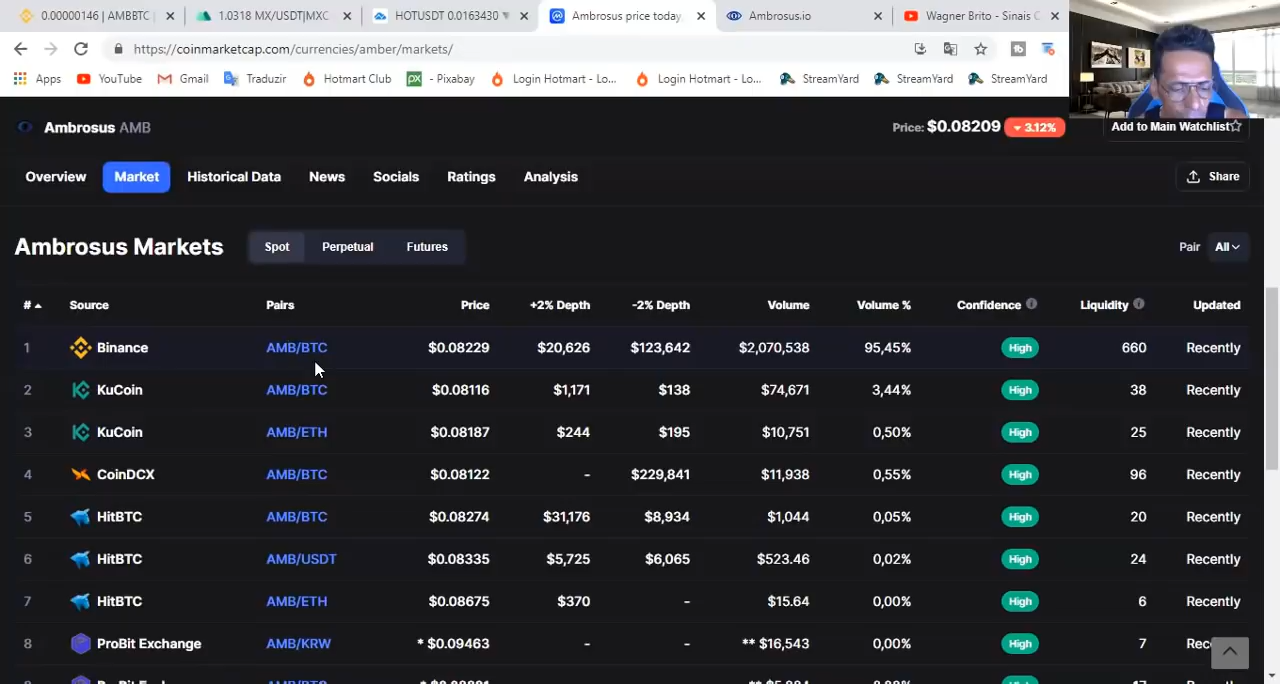 0.00000146 | AMBBTC
1.0318 MX/USDT|MXC
HOTUSDT 0.0163430
Ambrosus price today
Ambrosus.io
Wagner Brito - Sinais C
https://coinmarketcap.com/currencies/amber/markets/
Apps YouTube Gmail Traduzir Hotmart Club - Pixabay Login Hotmart - Lo... Login Hotmart - Lo... StreamYard StreamYard StreamYard
Ambrosus AMB
Price: $0.08209 3.12% Add to Main Watchlist
Overview Market Historical Data News Socials Ratings Analysis Share
Ambrosus Markets Spot Perpetual Futures Pair All
# Source Pairs Price +2% Depth -2% Depth Volume Volume % Confidence Liquidity Updated
1 Binance AMB/BTC $0.08229 $20,626 $123,642 $2,070,538 95,45% High 660 Recently
2 KuCoin AMB/BTC $0.08116 $1,171 $138 $74,671 3,44% High 38 Recently
3 KuCoin AMB/ETH $0.08187 $244 $195 $10,751 0,50% High 25 Recently
4 CoinDCX AMB/BTC $0.08122 - $229,841 $11,938 0,55% High 96 Recently
5 HitBTC AMB/BTC $0.08274 $31,176 $8,934 $1,044 0,05% High 20 Recently
6 HitBTC AMB/USDT $0.08335 $5,725 $6,065 $523.46 0,02% High 24 Recently
7 HitBTC AMB/ETH $0.08675 $370 - $15.64 0,00% High 6 Recently
8 ProBit Exchange AMB/KRW * $0.09463 - - ** $16,543 0,00% High 7 Rec